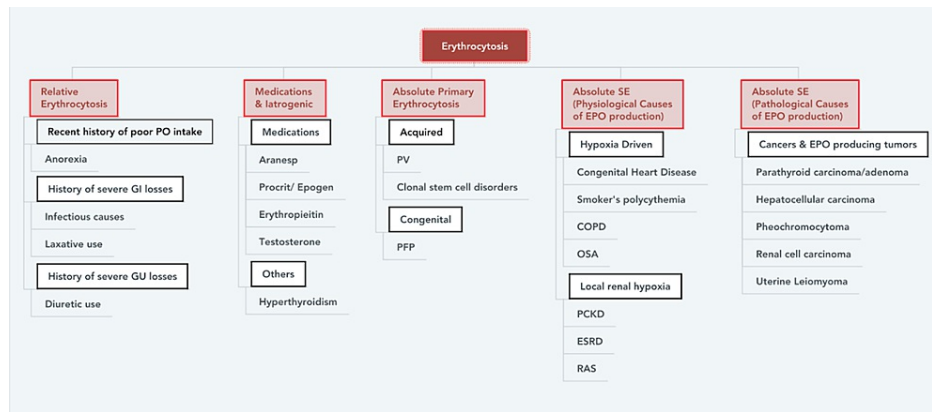 Erythrocytosis
Relative
Erythrocytosis
Recent history of poor PO intake
Anorexia
History of severe GI losses
Infectious causes
Laxative use
History of severe GU losses
Diuretic use
Medications
& Iatrogenic
Medications
Aranesp
Procrit/ Epogen
Erythropieitin
Testosterone
Others
Hyperthyroidism
Absolute Primary
Erythrocytosis
Acquired
PV
Clonal stem cell disorders
Congenital
PFP
Absolute SE
(Physiological Causes
of EPO production)
Hypoxia Driven
Congenital Heart Disease
Smoker's polycythemia
COPD
OSA
Local renal hypoxia
PCKD
ESRD
RAS
Absolute SE
(Pathological Causes
of EPO production)
Cancers & EPO producing tumors
Parathyroid carcinoma/adenoma
Hepatocellular carcinoma
Pheochromocytoma
Renal cell carcinoma
Uterine Leiomyoma